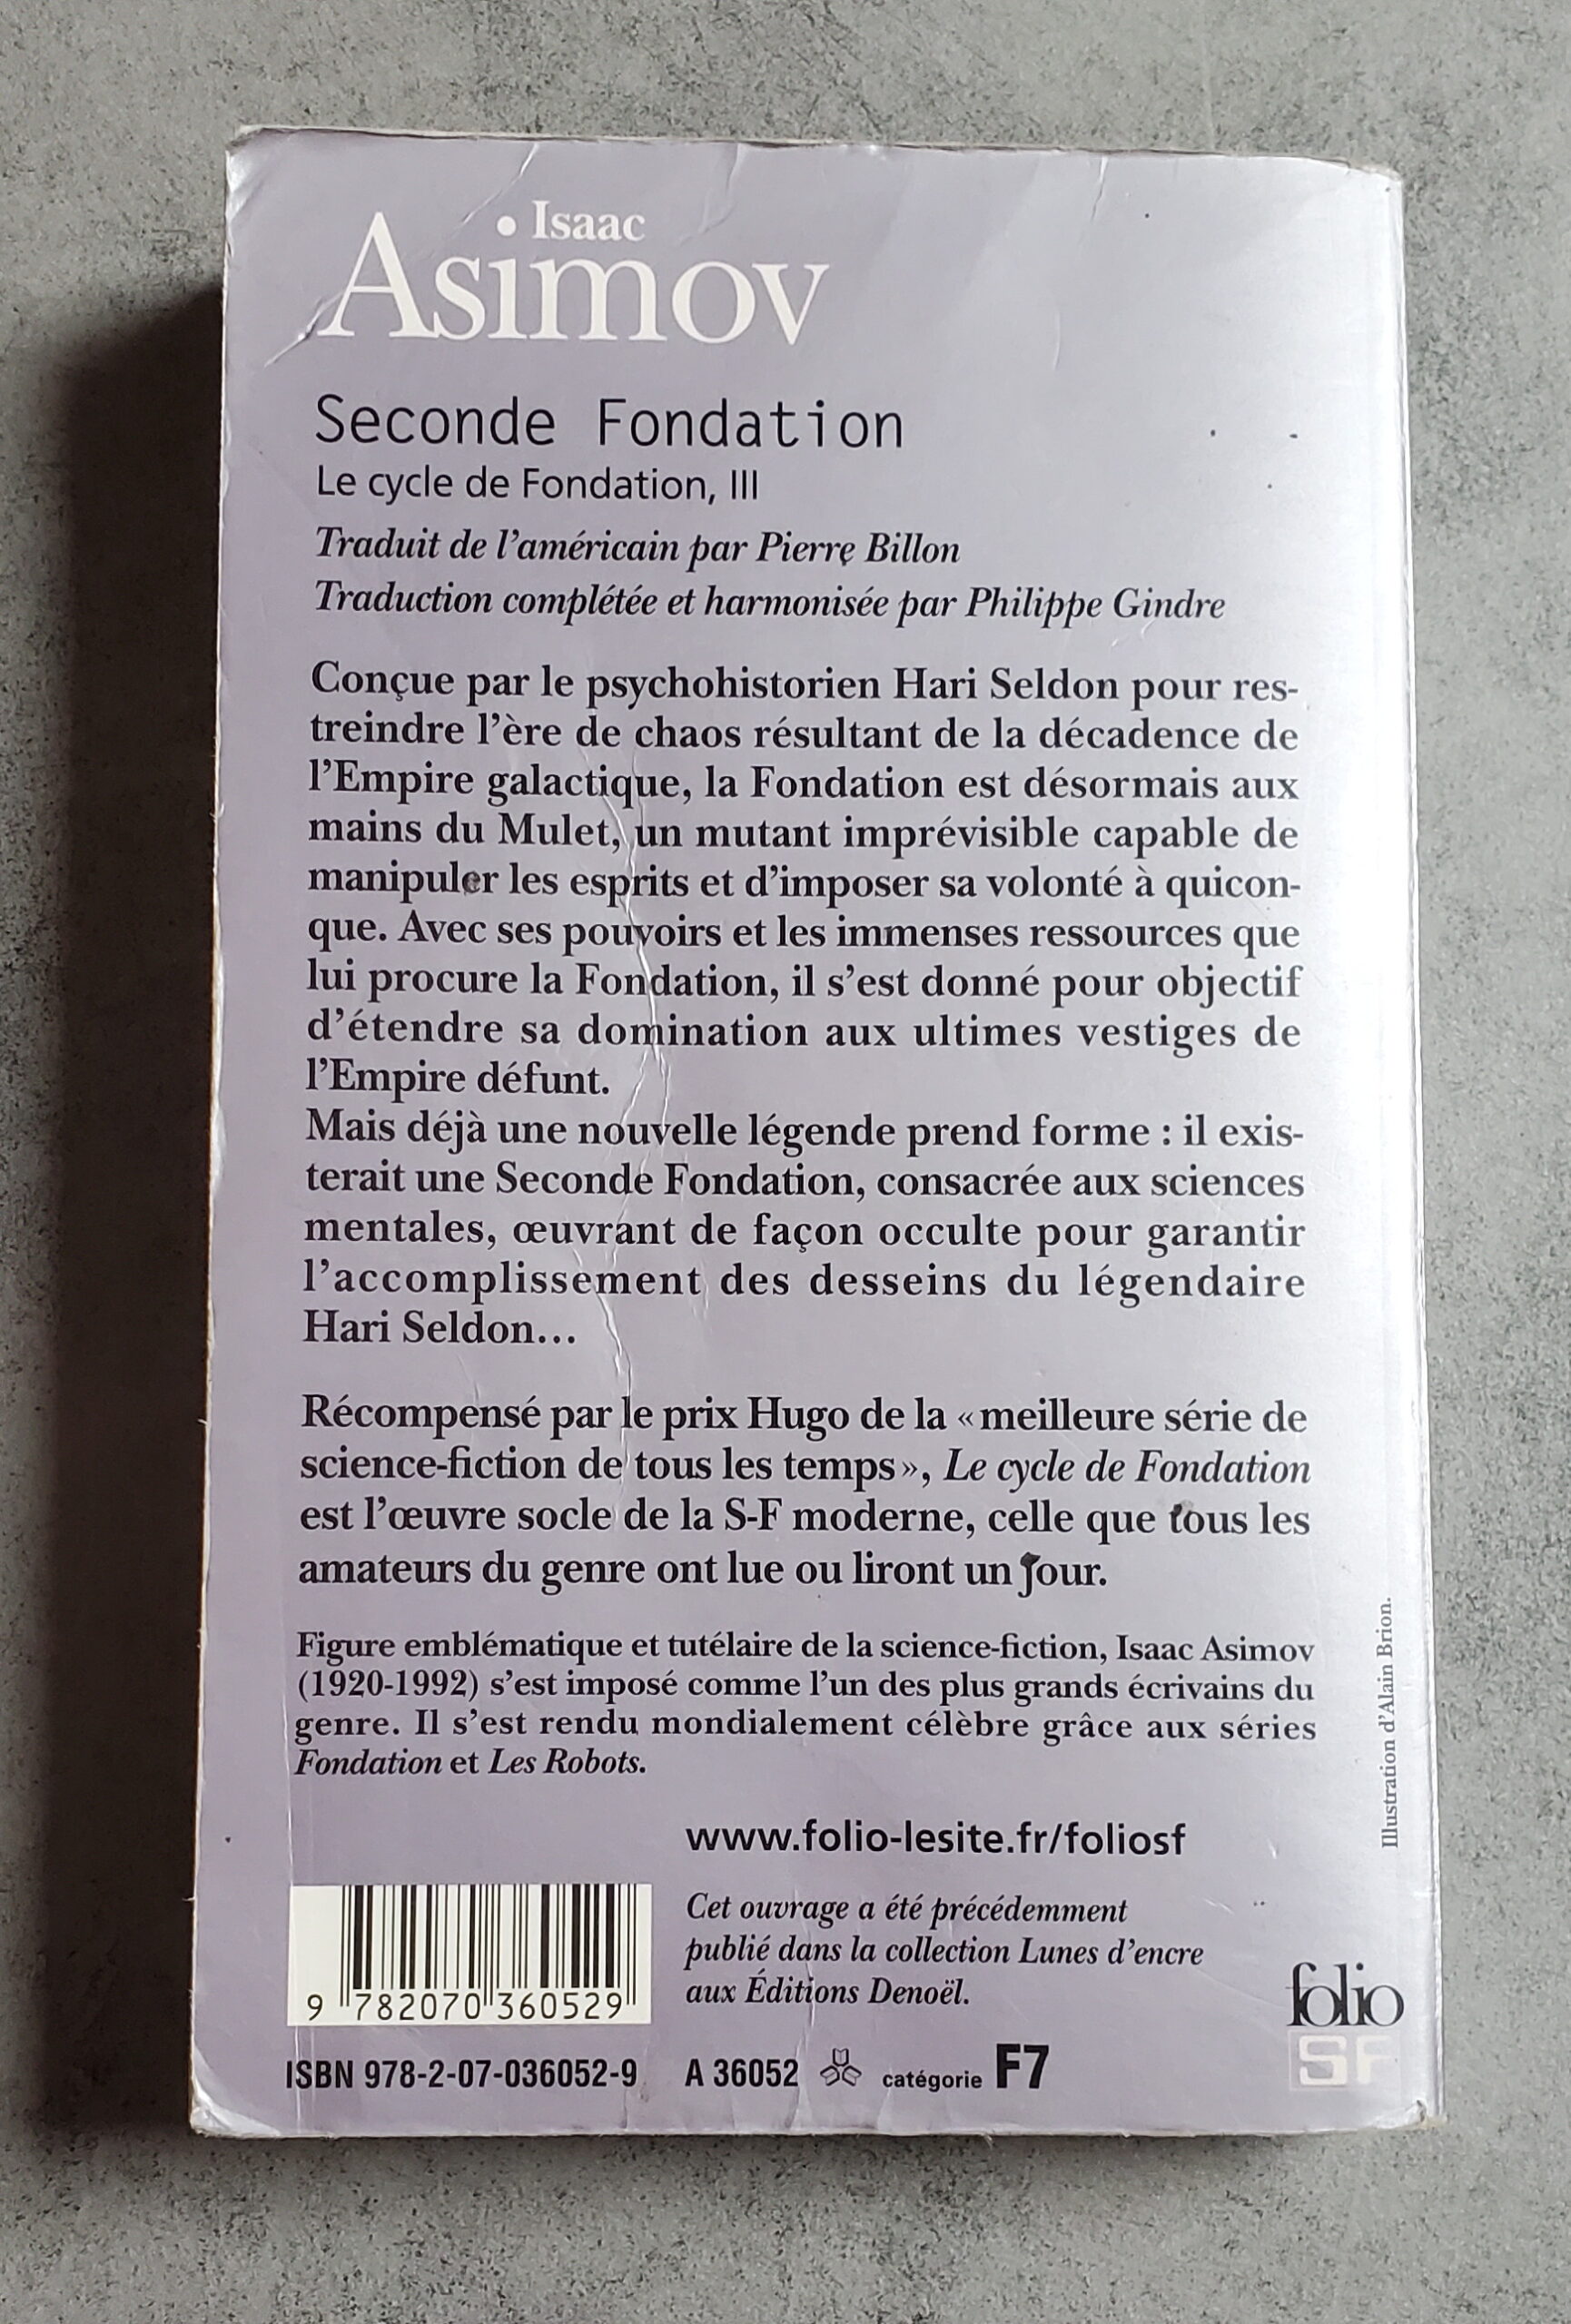 Isaac
Asimov
Seconde Fondation
Le cycle de Fondation, III
Traduit de l'américain par Pierre Billon
Traduction complétée et harmonisée par Philippe Gindre
Conçue par le psychohistorien Hari Seldon pour res-
treindre l'ère de chaos résultant de la décadence de
l'Empire galactique, la Fondation est désormais aux
mains du Mulet, un mutant imprévisible capable de
manipuler les esprits et d'imposer sa volonté à quicon-
que. Avec ses pouvoirs et les immenses ressources que
lui procure la Fondation, il s'est donné pour objectif
d'étendre sa domination aux ultimes vestiges de
l'Empire défunt.
Mais déjà une nouvelle légende prend forme : il exis-
terait une Seconde Fondation, consacrée aux sciences
mentales, œuvrant de façon occulte pour garantir
l'accomplissement des desseins du légendaire
Hari Seldon...
Récompensé par le prix Hugo de la « meilleure série de
science-fiction de tous les temps », Le cycle de Fondation
est l'œuvre socle de la S-F moderne, celle que tous les
amateurs du genre ont lue ou liront un jour.
Figure emblématique et tutélaire de la science-fiction, Isaac Asimov
(1920-1992) s'est imposé comme l'un des plus grands écrivains du
genre. Il s'est rendu mondialement célèbre grâce aux séries
Fondation et Les Robots.
Illustration d'Alain Brion.
www.folio-lesite.fr/foliosf
Cet ouvrage a été précédemment
publié dans la collection Lunes d'encre
aux Éditions Denoël.
9 782070 360529
ISBN 978-2-07-036052-9 A 36052 catégorie F7
folio
SF